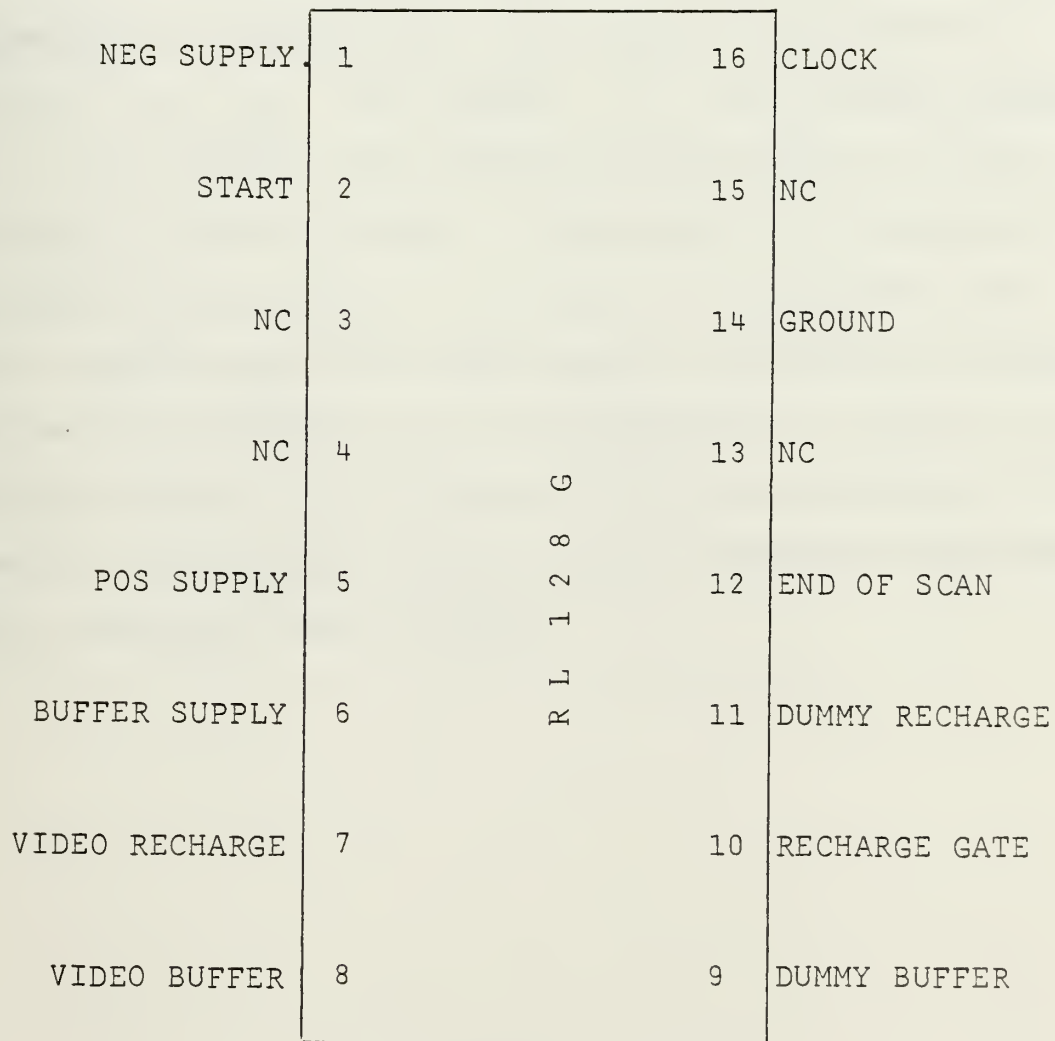 NEG SUPPLY 1 16 CLOCK
START 2 15 NC
NC 3 14 GROUND
NC 4 13 NC
POS SUPPLY 5 12 END OF SCAN
BUFFER SUPPLY 6 11 DUMMY RECHARGE
VIDEO RECHARGE 7 10 RECHARGE GATE
VIDEO BUFFER 8 9 DUMMY BUFFER
RL128G